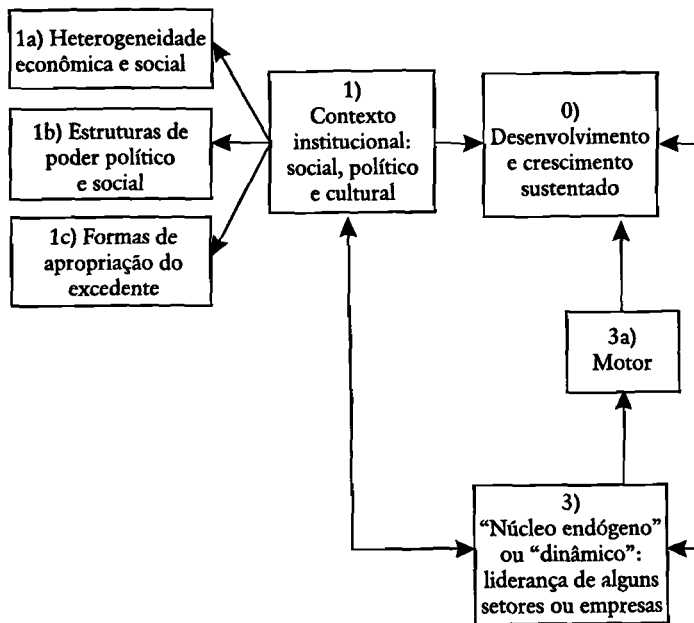 1a) Heterogeneidade
econômica e social
1b) Estruturas de
poder político
e social
1c) Formas de
apropriação do
excedente
1)
Contexto
institucional:
social, político
e cultural
0)
Desenvolvimento
e crescimento
sustentado
3a)
Motor
3)
“Núcleo endógeno”
ou “dinâmico”:
liderança de alguns
setores ou empresas